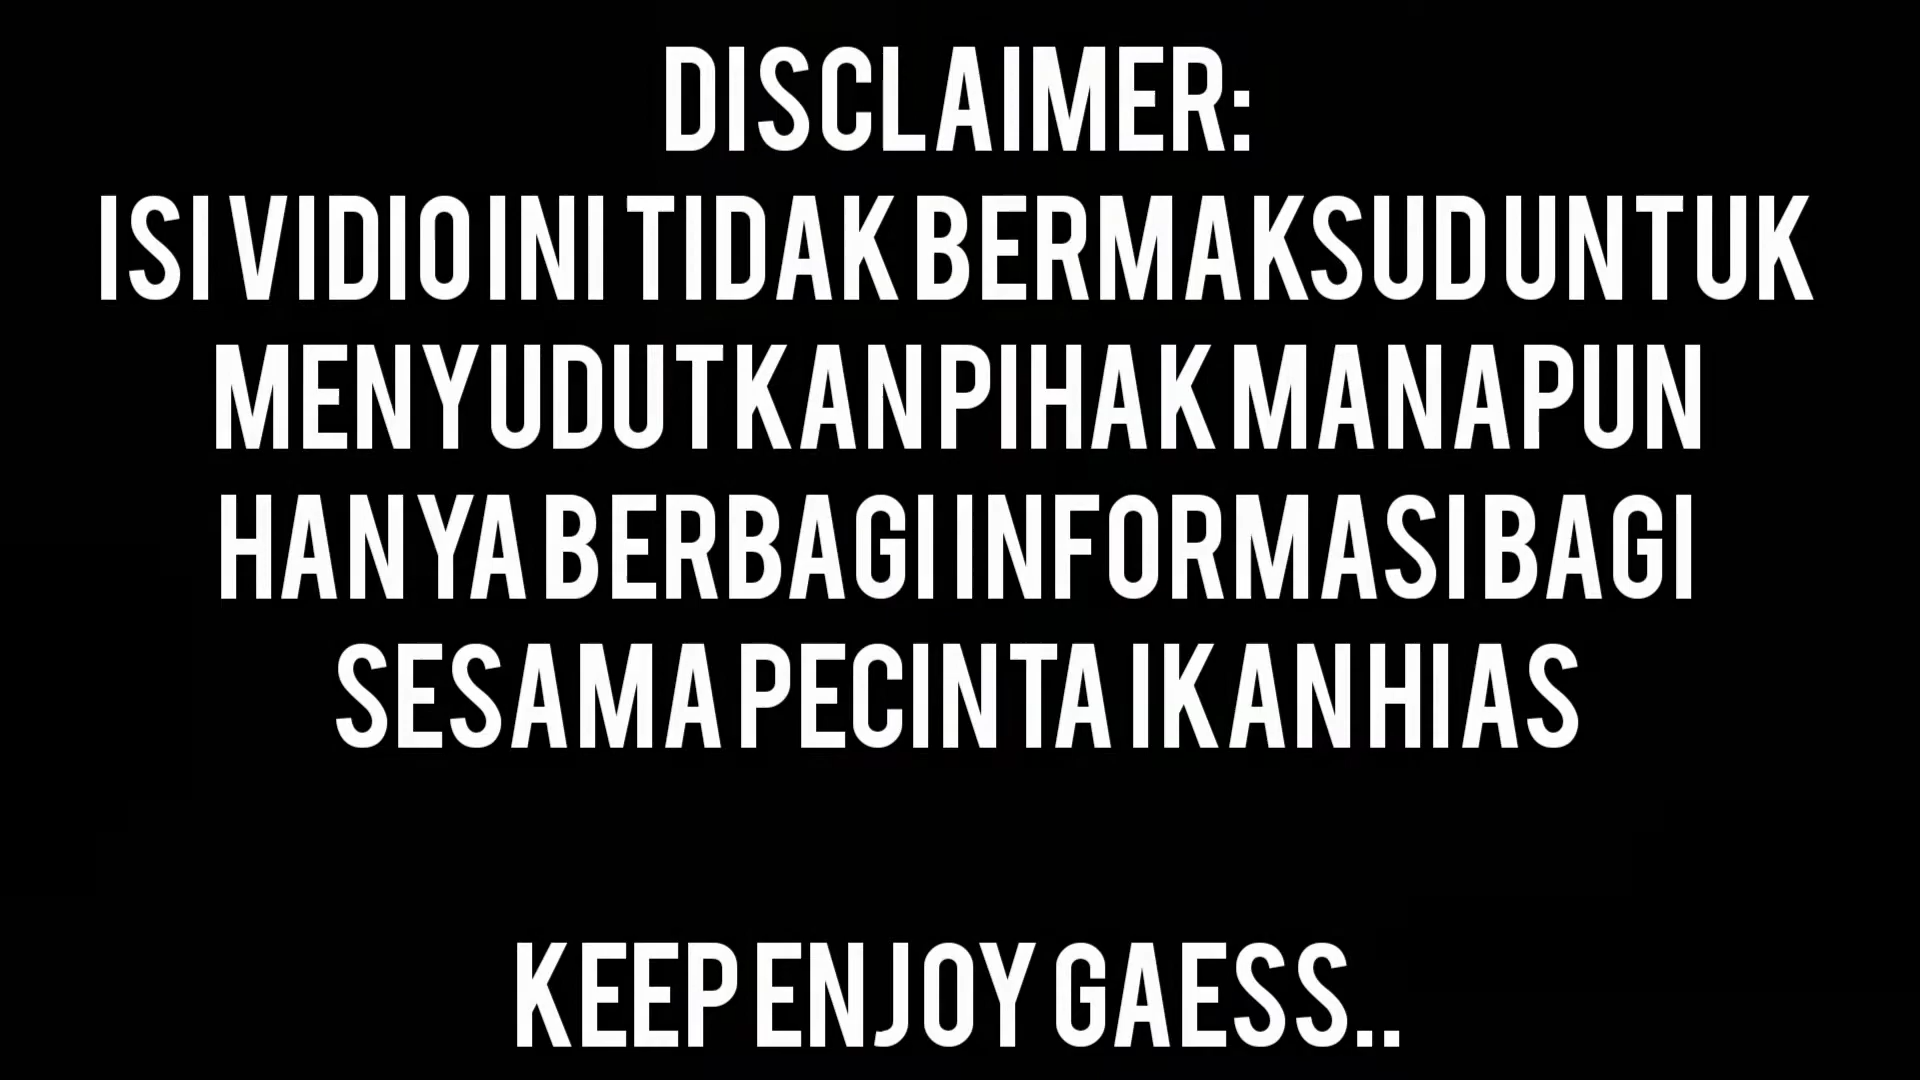 DISCLAIMER:
ISI VIDIO INI TIDAK BERMAKSUD UNTUK
MENYUDUTKAN PIHAK MANAPUN
HANYA BERBAGI INFORMASI BAGI
SESAMA PECINTA IKAN HIAS
KEEP ENJOY GAESS..